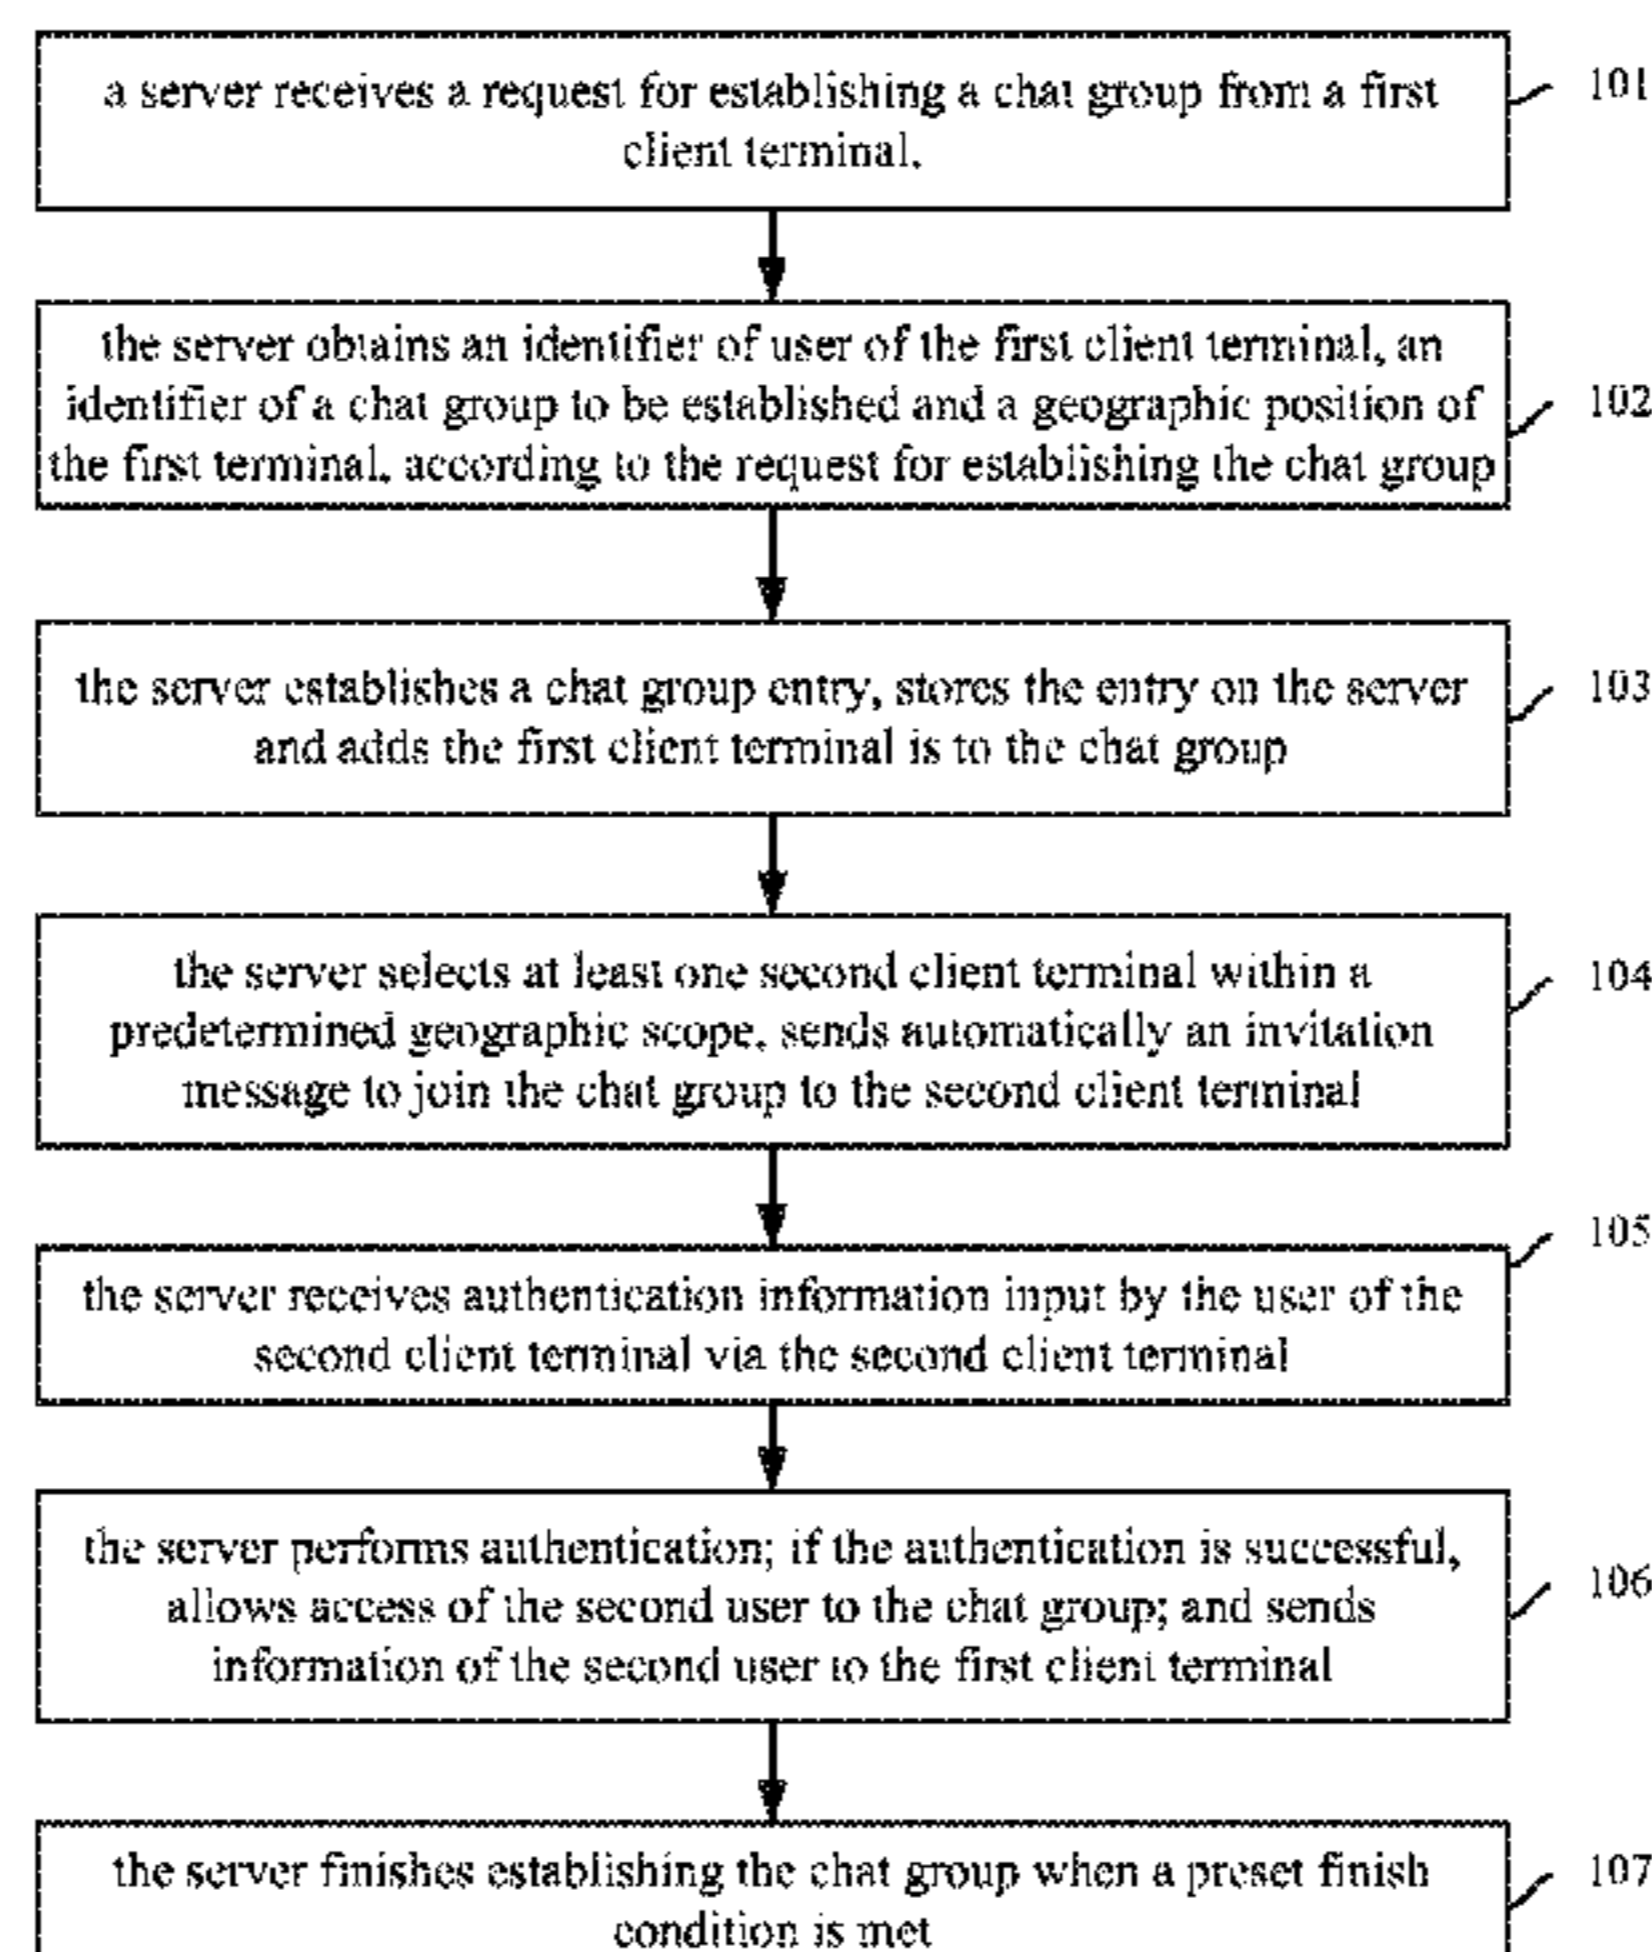 a server receives a request for establishing a chat group from a first
client terminal.
101
the server obtains an identifier of user of the first client terminal, an
identifier of a chat group to be established and a geographic position of
the first terminal, according to the request for establishing the chat group
102
the server establishes a chat group entry, stores the entry on the server
and adds the first client terminal is to the chat group
103
the server selects at least one second client terminal within a
predetermined geographic scope, sends automatically an invitation
message to join the chat group to the second client terminal
104
the server receives authentication information input by the user of the
second client terminal via the second client terminal
105
the server performs authentication; if the authentication is successful,
allows access of the second user to the chat group; and sends
information of the second user to the first client terminal
106
the server finishes establishing the chat group when a preset finish
condition is met
107